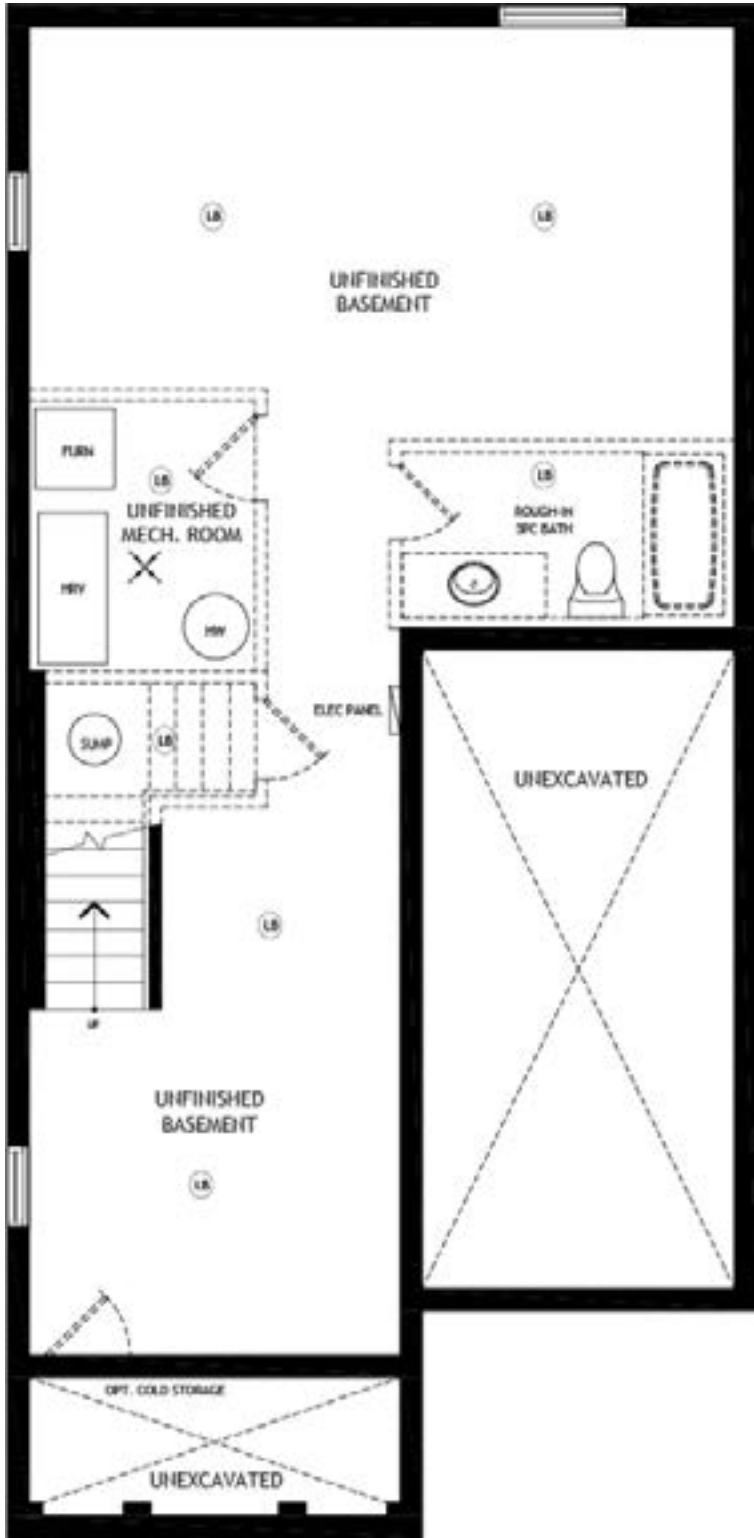 LB
LB
UNFINISHED
BASEMENT
FURN
LB
UNFINISHED
MECH. ROOM
HRV
HW
LB
ROUGH-IN
3PC BATH
ELEC PANEL
SUMP
LB
UNEXCAVATED
LB
UP
UNFINISHED
BASEMENT
LB
OPT. COLD STORAGE
UNEXCAVATED